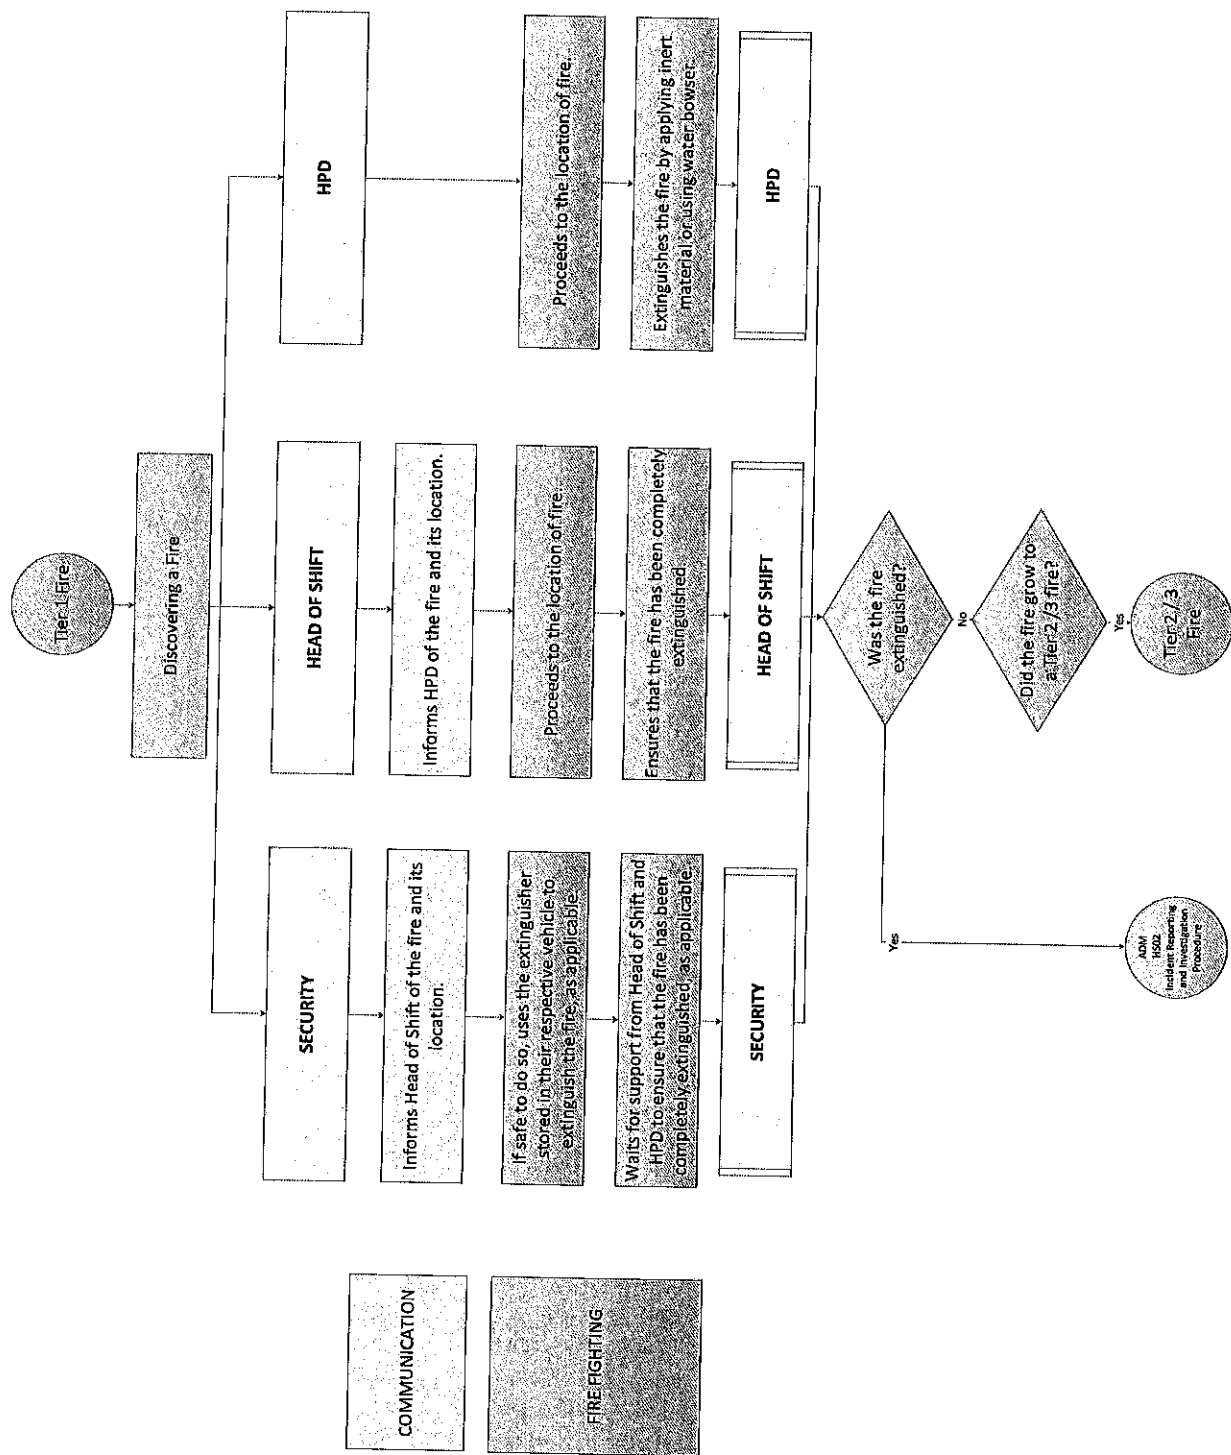 Tier 1 Fire
Discovering a Fire
SECURITY
HEAD OF SHIFT
HPD
COMMUNICATION
Informs Head of Shift of the fire and its
location.
Informs HPD of the fire and its location.
FIRE FIGHTING
If safe to do so, uses the extinguisher
stored in their respective vehicle to
extinguish the fire, as applicable.
Proceeds to the location of fire.
Proceeds to the location of fire.
Waits for support from Head of Shift and
HPD to ensure that the fire has been
completely extinguished, as applicable.
Ensures that the fire has been completely
extinguished.
Extinguishes the fire by applying inert
material or using water bowser.
SECURITY
HEAD OF SHIFT
HPD
Was the fire
extinguished?
Yes
No
Did the fire grow to
a Tier 2 /3 fire?
Yes
ADM
HS02
Incident Reporting
and Investigation
Procedure
Tier 2 / 3
Fire